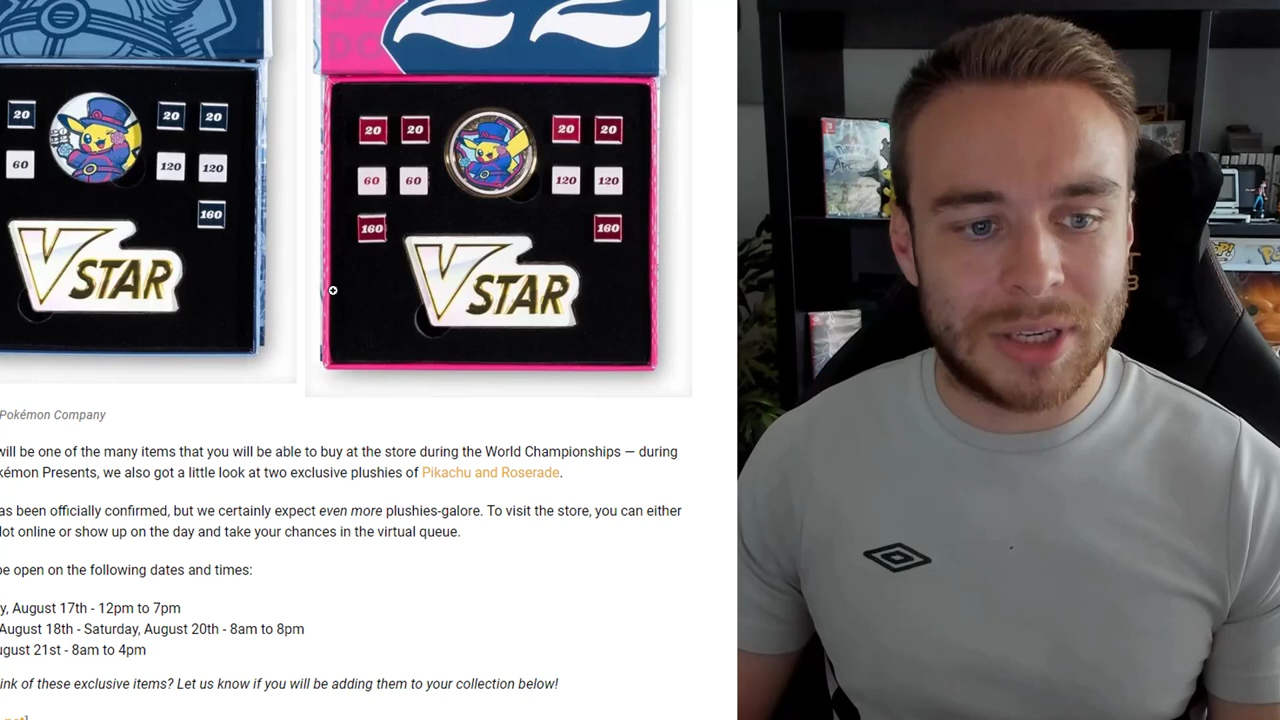 22
20
20
20
60
120
120
160
VSTAR
20
20
20
20
60
60
120
120
160
160
VSTAR
Pokémon Company
will be one of the many items that you will be able to buy at the store during the World Championships — during
kémon Presents, we also got a little look at two exclusive plushies of Pikachu and Roserade.
as been officially confirmed, but we certainly expect even more plushies-galore. To visit the store, you can either
lot online or show up on the day and take your chances in the virtual queue.
be open on the following dates and times:
y, August 17th - 12pm to 7pm
August 18th - Saturday, August 20th - 8am to 8pm
ugust 21st - 8am to 4pm
ink of these exclusive items? Let us know if you will be adding them to your collection below!